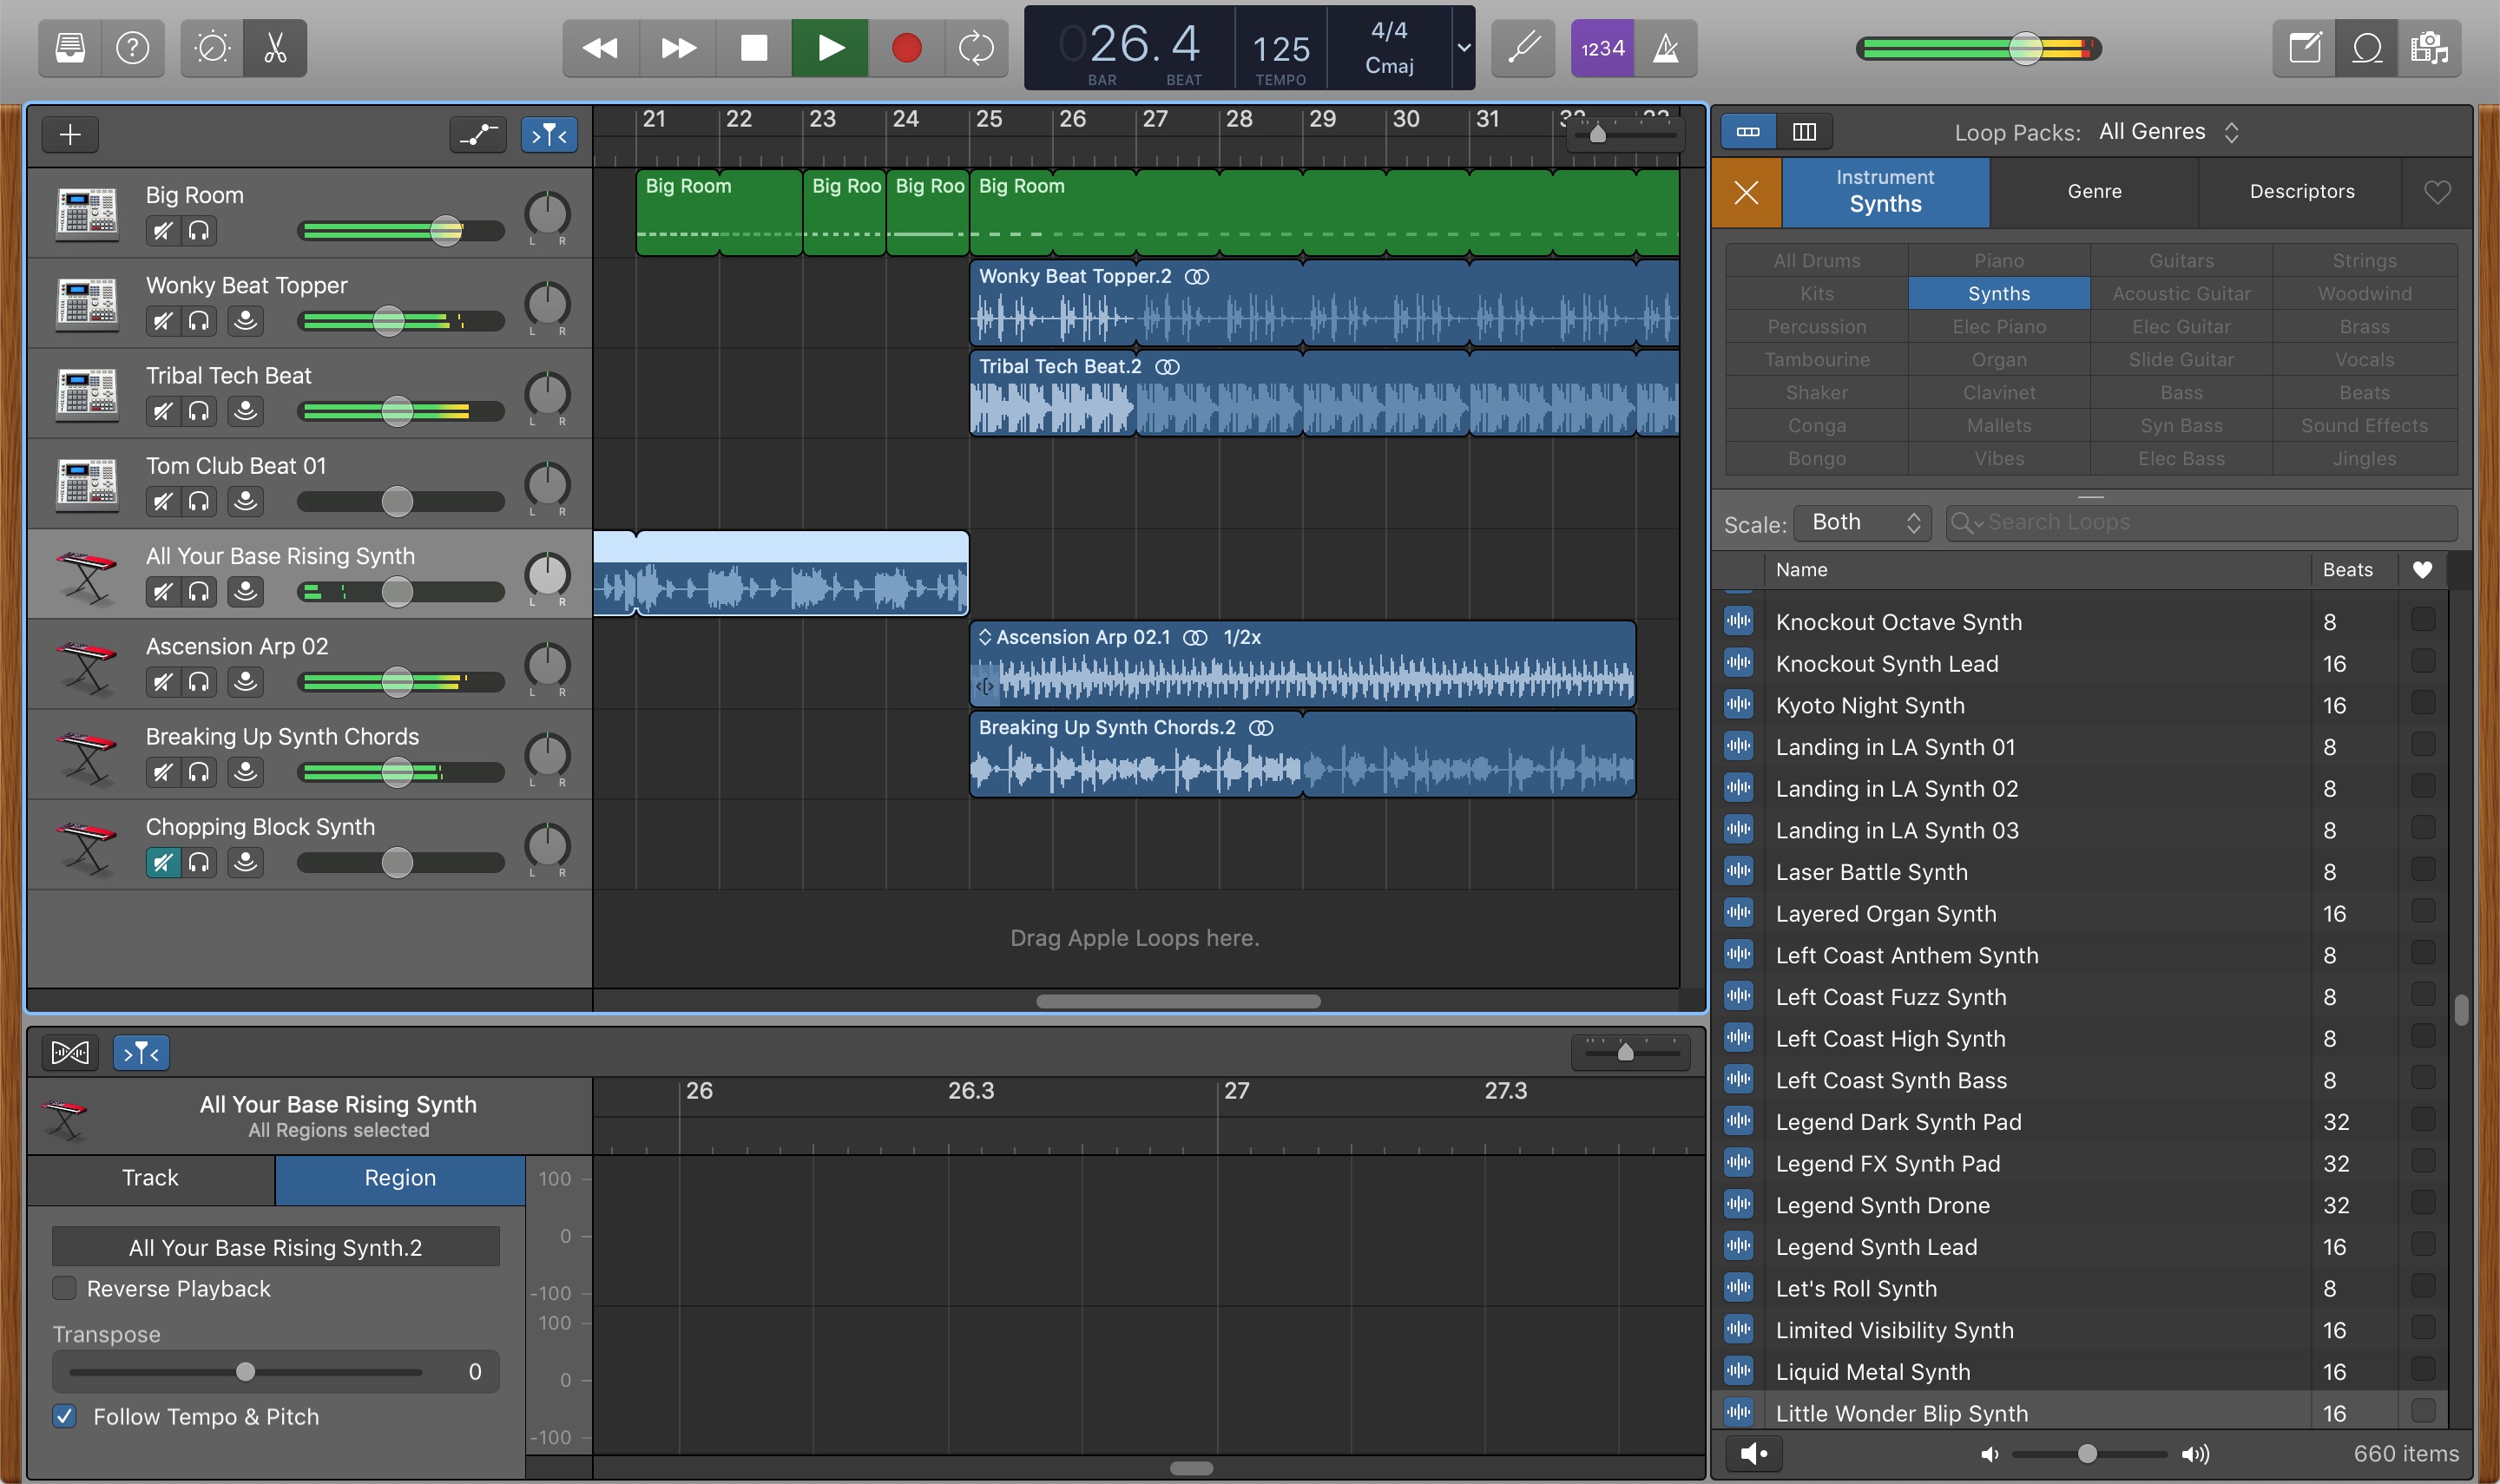 026.4
BAR BEAT
125
TEMPO
4/4
Cmaj
1234
21 22 23 24 25 26 27 28 29 30 31
Big Room
L R
Wonky Beat Topper
L R
Tribal Tech Beat
L R
Tom Club Beat 01
L R
All Your Base Rising Synth
L R
Ascension Arp 02
L R
Breaking Up Synth Chords
L R
Chopping Block Synth
L R
Big Room
Big Roo
Big Roo
Big Room
Wonky Beat Topper.2
Tribal Tech Beat.2
Ascension Arp 02.1 1/2x
Breaking Up Synth Chords.2
Drag Apple Loops here.
All Your Base Rising Synth
All Regions selected
Track Region
All Your Base Rising Synth.2
Reverse Playback
Transpose
0
Follow Tempo & Pitch
26 26.3 27 27.3
100
0
-100
100
0
-100
Loop Packs: All Genres
Instrument
Synths
Genre
Descriptors
All Drums Piano Guitars Strings
Kits Synths Acoustic Guitar Woodwind
Percussion Elec Piano Elec Guitar Brass
Tambourine Organ Slide Guitar Vocals
Shaker Clavinet Bass Beats
Conga Mallets Syn Bass Sound Effects
Bongo Vibes Elec Bass Jingles
Scale: Both Search Loops
Name Beats
Knockout Octave Synth 8
Knockout Synth Lead 16
Kyoto Night Synth 16
Landing in LA Synth 01 8
Landing in LA Synth 02 8
Landing in LA Synth 03 8
Laser Battle Synth 8
Layered Organ Synth 16
Left Coast Anthem Synth 8
Left Coast Fuzz Synth 8
Left Coast High Synth 8
Left Coast Synth Bass 8
Legend Dark Synth Pad 32
Legend FX Synth Pad 32
Legend Synth Drone 32
Legend Synth Lead 16
Let's Roll Synth 8
Limited Visibility Synth 16
Liquid Metal Synth 16
Little Wonder Blip Synth 16
660 items